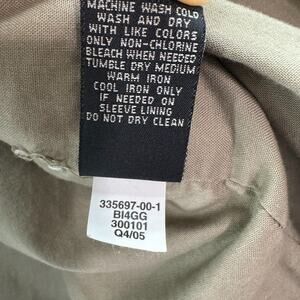 MACHINE WASH COLD
WASH AND DRY
WITH LIKE COLORS
ONLY NON-CHLORINE
BLEACH WHEN NEEDED
TUMBLE DRY MEDIUM
WARM IRON
COOL IRON ONLY
IF NEEDED ON
SLEEVE LINING
DO NOT DRY CLEAN
335697-00-1
BI4GG
300101
Q4/05